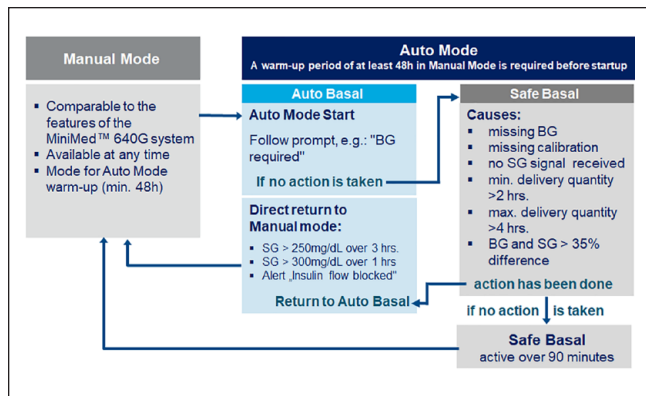 Manual Mode
Auto Mode
A warm-up period of at least 48h in Manual Mode is required before startup
▪ Comparable to the
features of the
MiniMed™ 640G system
▪ Available at any time
▪ Mode for Auto Mode
warm-up (min. 48h)
Auto Basal
Auto Mode Start
Follow prompt, e.g.: "BG
required"
If no action is taken
Direct return to
Manual mode:
▪ SG > 250mg/dL over 3 hrs.
▪ SG > 300mg/dL over 1 hrs
▪ Alert „Insulin flow blocked"
Return to Auto Basal
Safe Basal
Causes:
▪ missing BG
▪ missing calibration
▪ no SG signal received
▪ min. delivery quantity
>2 hrs.
▪ max. delivery quantity
>4 hrs.
▪ BG and SG > 35%
difference
action has been done
if no action is taken
Safe Basal
active over 90 minutes